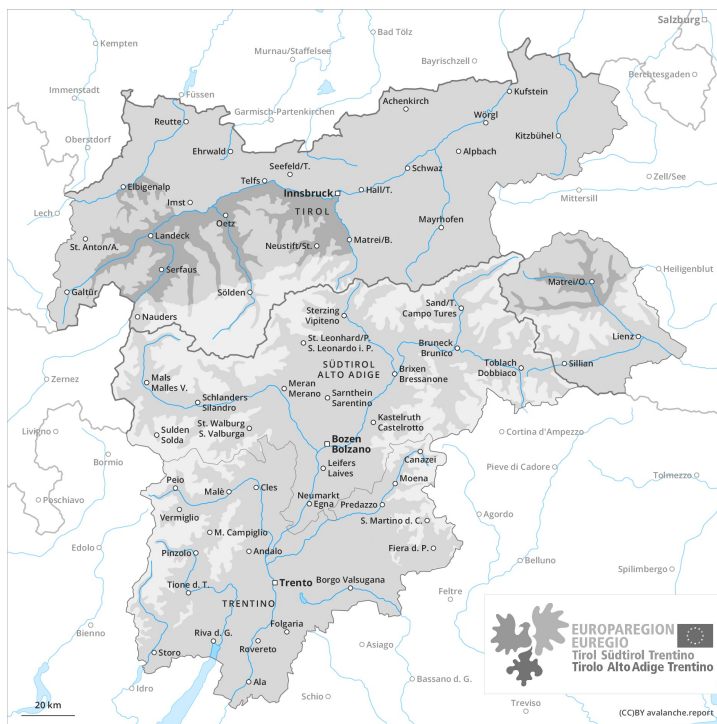 Salzburg
Kempten
Bad Tölz
Murnau/Staffelsee
Bayrischzell
Berchtesgaden
Immenstadt
Füssen
Garmisch-Partenkirchen
Achenkirch
Kufstein
Reutte
Wörgl
Oberstdorf
Ehrwald
Alpbach
Kitzbühel
Seefeld/T.
Schwaz
Zell/See
Telfs
Elbigenalp
Innsbruck
Hall/T.
Mittersill
Imst
TIROL
Lech
Oetz
Mayrhofen
St. Anton/A.
Landeck
Neustift/St.
Matrei/B.
Serfaus
Heiligenblut
Matrei/O.
Galtür
Sölden
Nauders
Sand/T.
Campo Tures
Sterzing
Vipiteno
Lienz
St. Leonhard/P.
S. Leonardo i. P.
Bruneck
Brunico
SÜDTIROL
ALTO ADIGE
Toblach
Dobbiaco
Sillian
Brixen
Bressanone
Zernez
Mals
Malles V.
Meran
Merano
Sarnthein
Sarentino
Schlanders
Silandro
Kastelruth
Castelrotto
St. Walburg
S. Valburga
Livigno
Sulden
Solda
Bozen
Bolzano
Cortina d'Ampezzo
Bormio
Canazei
Leifers
Laives
Pieve di Cadore
Tolmezzo
Moena
Peio
Malè
Cles
Neumarkt
Egna
Predazzo
Poschiavo
Vermiglio
Agordo
S. Martino d. C.
M. Campiglio
Edolo
Pinzolo
Andalo
Fiera d. P.
Belluno
Spilimbergo
Tione d. T.
Trento
Borgo Valsugana
Feltre
TRENTINO
Bienno
Riva d. G.
Folgaria
Rovereto
Asiago
Storo
Idro
Ala
Schio
Bassano d. G.
Treviso
EUROPAREGION
EUREGIO
Tirol Südtirol Trentino
Tirolo Alto Adige Trentino
20 km
(CC)BY avalanche.report